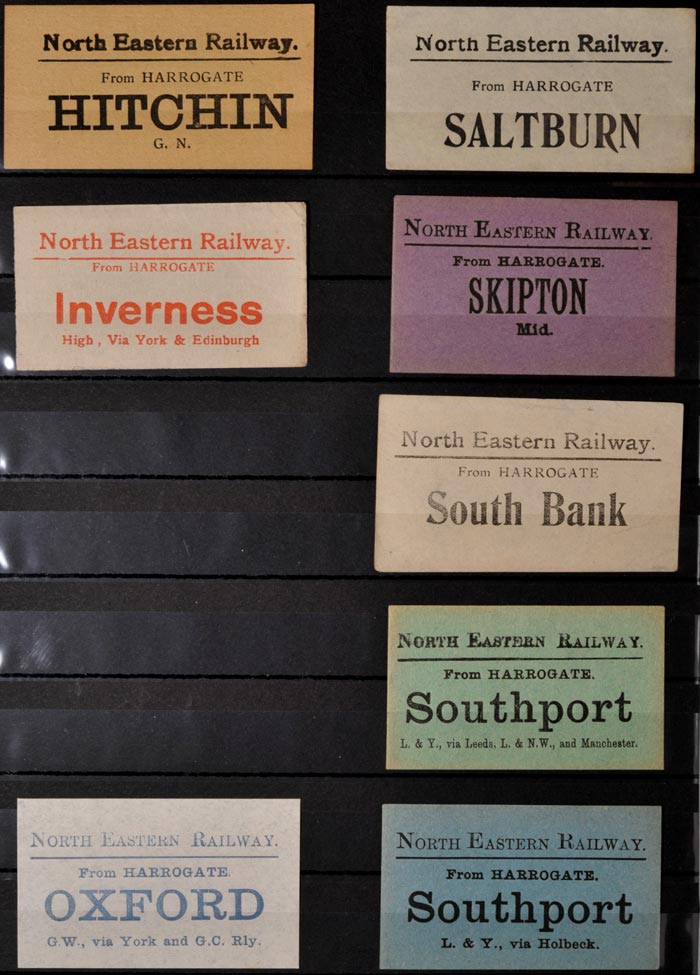 North Eastern Railway.
From HARROGATE
HITCHIN
G. N.
North Eastern Railway.
From HARROGATE
SALTBURN
North Eastern Railway.
From HARROGATE
Inverness
High, Via York & Edinburgh
NORTH EASTERN RAILWAY.
From HARROGATE.
SKIPTON
Mid.
North Eastern Railway.
From HARROGATE
South Bank
NORTH EASTERN RAILWAY.
From HARROGATE.
Southport
L. & Y., via Leeds, L. & N.W., and Manchester.
NORTH EASTERN RAILWAY.
From HARROGATE.
OXFORD
G.W., via York and G.C. Rly.
NORTH EASTERN RAILWAY.
From HARROGATE.
Southport
L. & Y., via Holbeck.